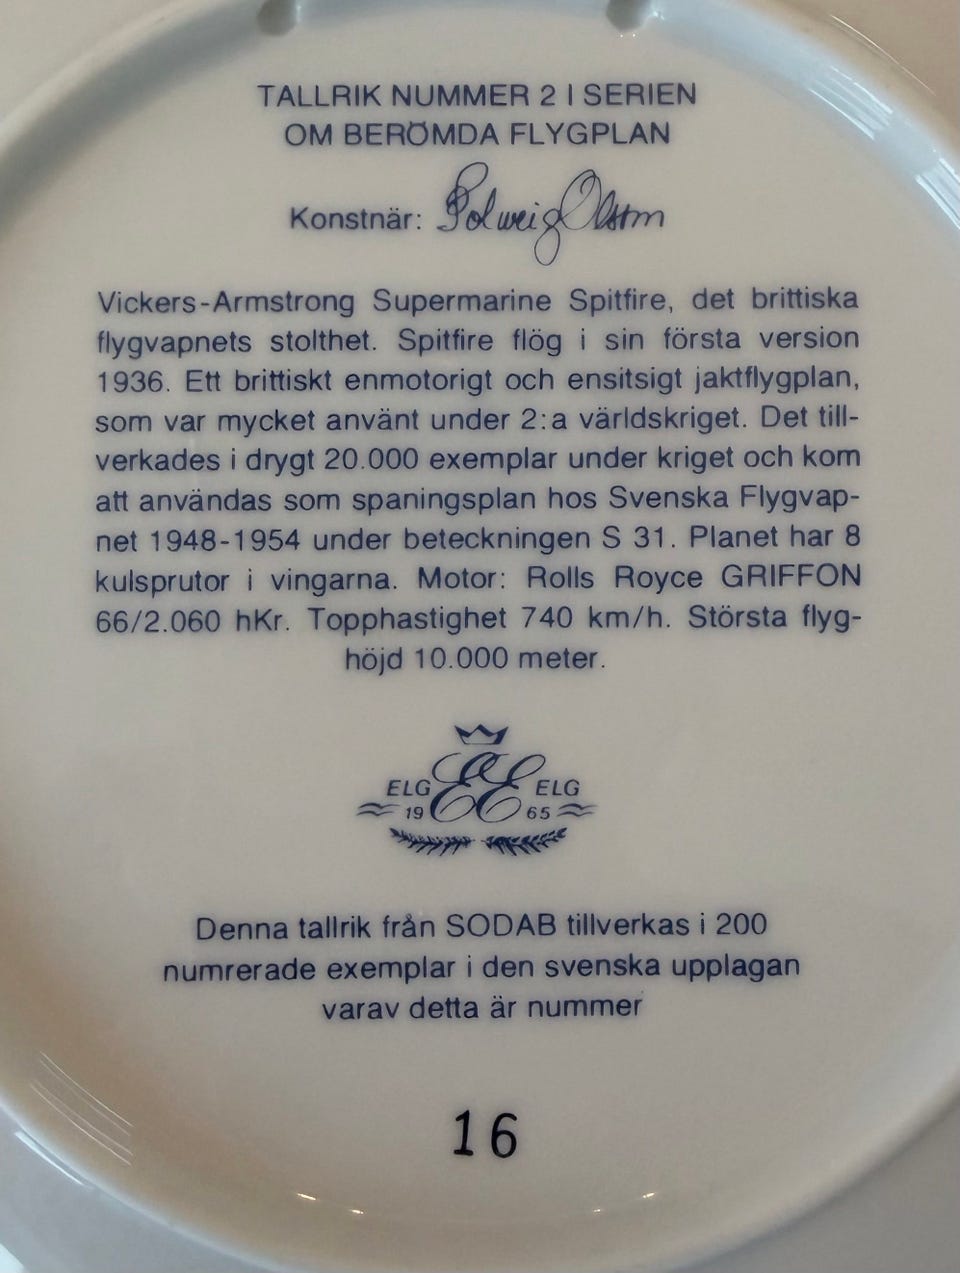 TALLRIK NUMMER 2 I SERIEN
OM BERÖMDA FLYGPLAN
Konstnär:
Vickers-Armstrong Supermarine Spitfire, det brittiska
flygvapnets stolthet. Spitfire flög i sin första version
1936. Ett brittiskt enmotorigt och ensitsigt jaktflygplan,
som var mycket använt under 2:a världskriget. Det till-
verkades i drygt 20.000 exemplar under kriget och kom
att användas som spaningsplan hos Svenska Flygvap-
net 1948-1954 under beteckningen S 31. Planet har 8
kulsprutor i vingarna. Motor: Rolls Royce GRIFFON
66/2.060 hKr. Topphastighet 740 km/h. Största flyg-
höjd 10.000 meter.
ELG EE ELG
19 65
Denna tallrik från SODAB tillverkas i 200
numrerade exemplar i den svenska upplagan
varav detta är nummer
16